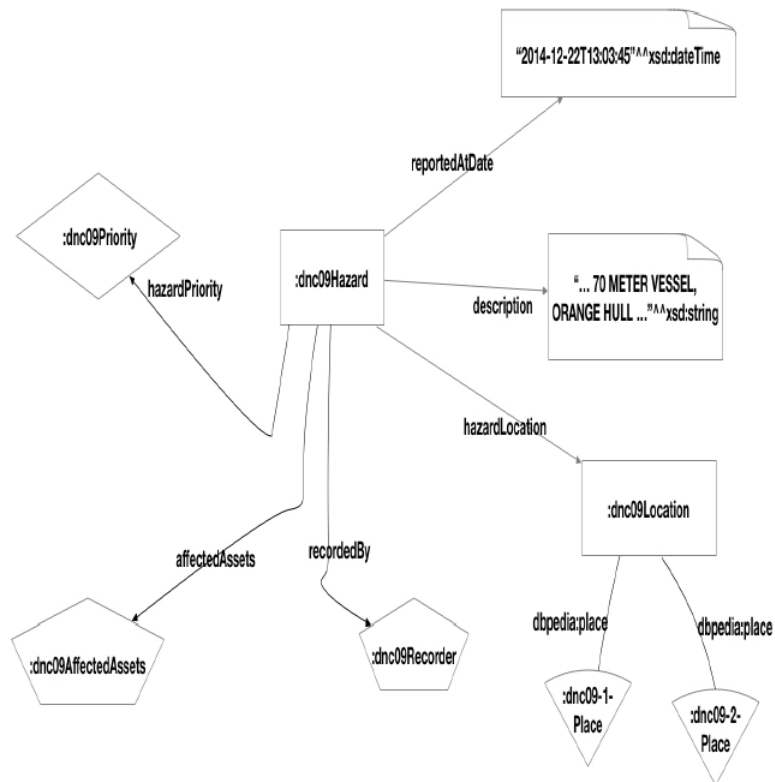 “2014-12-22T13:03:45”^^xsd:dateTime
reportedAtDate
:dnc09Priority
:dnc09Hazard
hazardPriority
“... 70 METER VESSEL,
ORANGE HULL ...”^^xsd:string
description
hazardLocation
:dnc09Location
affectedAssets
recordedBy
dbpedia:place
dbpedia:place
:dnc09AffectedAssets
:dnc09Recorder
:dnc09-1-
Place
:dnc09-2-
Place